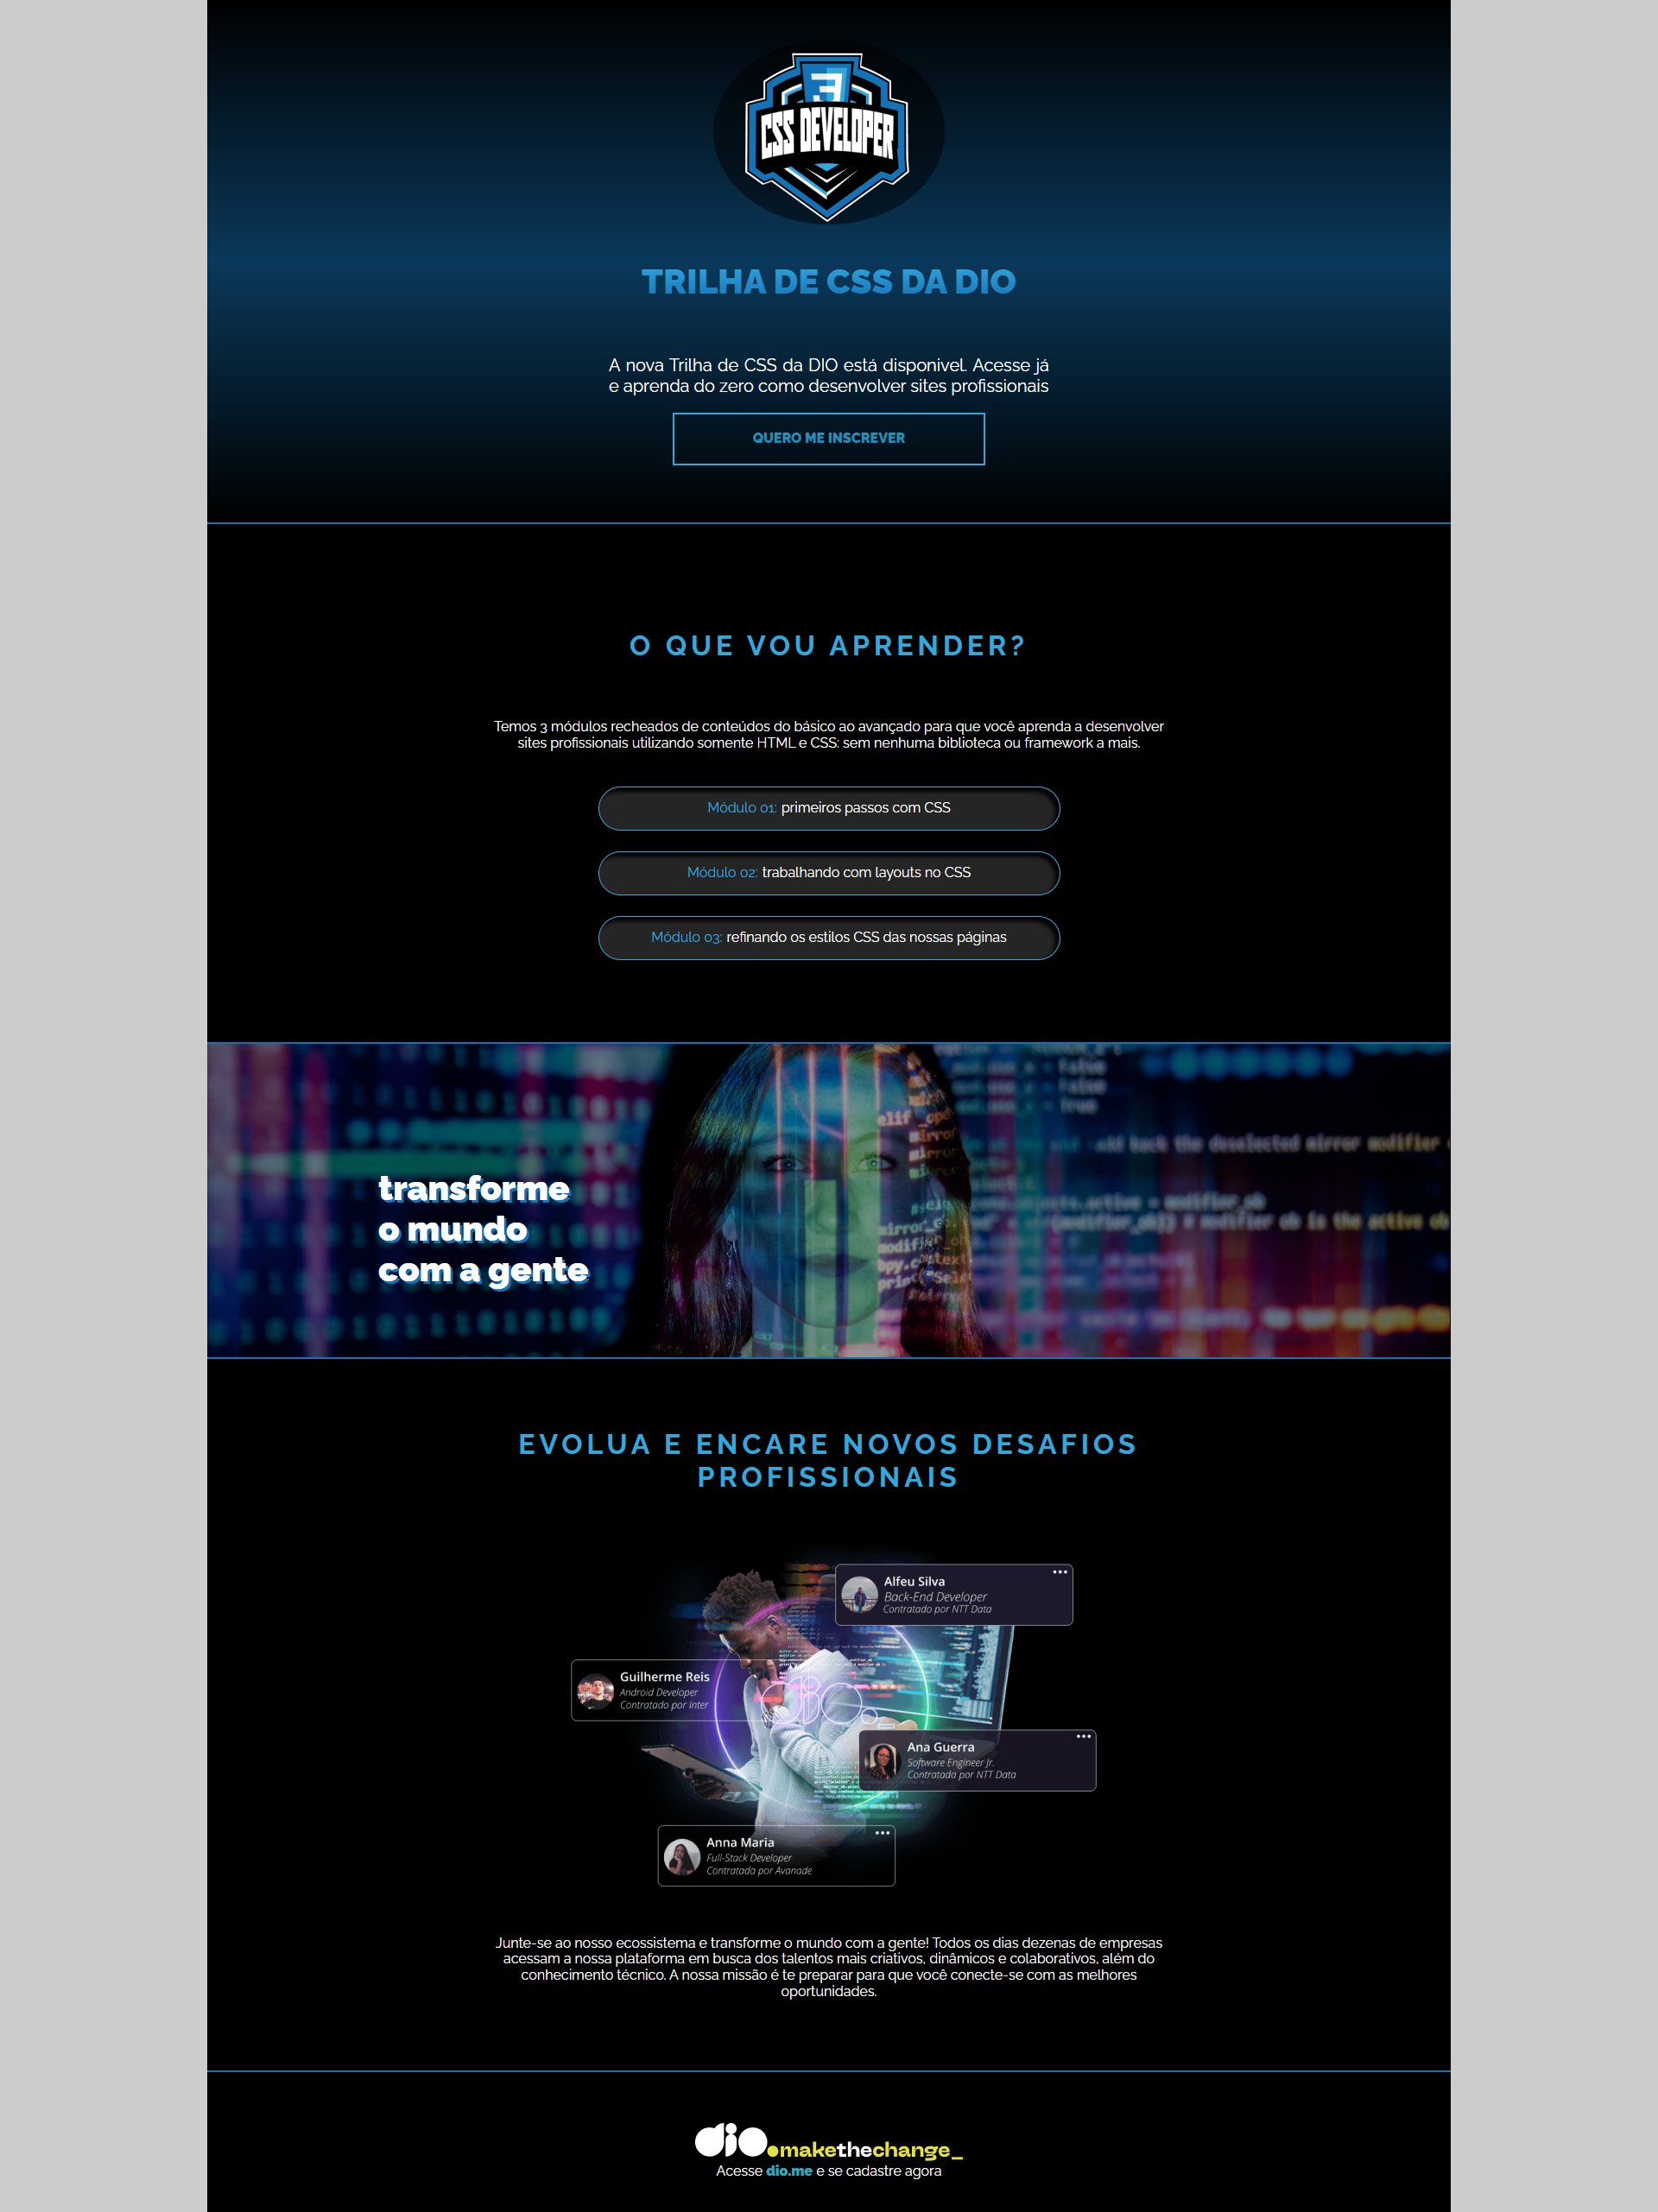 3
CSS DEVELOPER
TRILHA DE CSS DA DIO
A nova Trilha de CSS da DIO está disponivel. Acesse já
e aprenda do zero como desenvolver sites profissionais
QUERO ME INSCREVER
O QUE VOU APRENDER?
Temos 3 módulos recheados de conteúdos do básico ao avançado para que você aprenda a desenvolver
sites profissionais utilizando somente HTML e CSS: sem nenhuma biblioteca ou framework a mais.
Módulo 01: primeiros passos com CSS
Módulo 02: trabalhando com layouts no CSS
Módulo 03: refinando os estilos CSS das nossas páginas
transforme
o mundo
com a gente
EVOLUA E ENCARE NOVOS DESAFIOS
PROFISSIONAIS
Alfeu Silva
Back-End Developer
Contratado por NTT Data
Guilherme Reis
Android Developer
Contratado por Inter
dio.
Ana Guerra
Software Engineer Jr.
Contratada por NTT Data
Anna Maria
Full-Stack Developer
Contratada por Avanade
Junte-se ao nosso ecossistema e transforme o mundo com a gente! Todos os dias dezenas de empresas
acessam a nossa plataforma em busca dos talentos mais criativos, dinâmicos e colaborativos, além do
conhecimento técnico. A nossa missão é te preparar para que você conecte-se com as melhores
oportunidades.
dio.makethechange_
Acesse dio.me e se cadastre agora